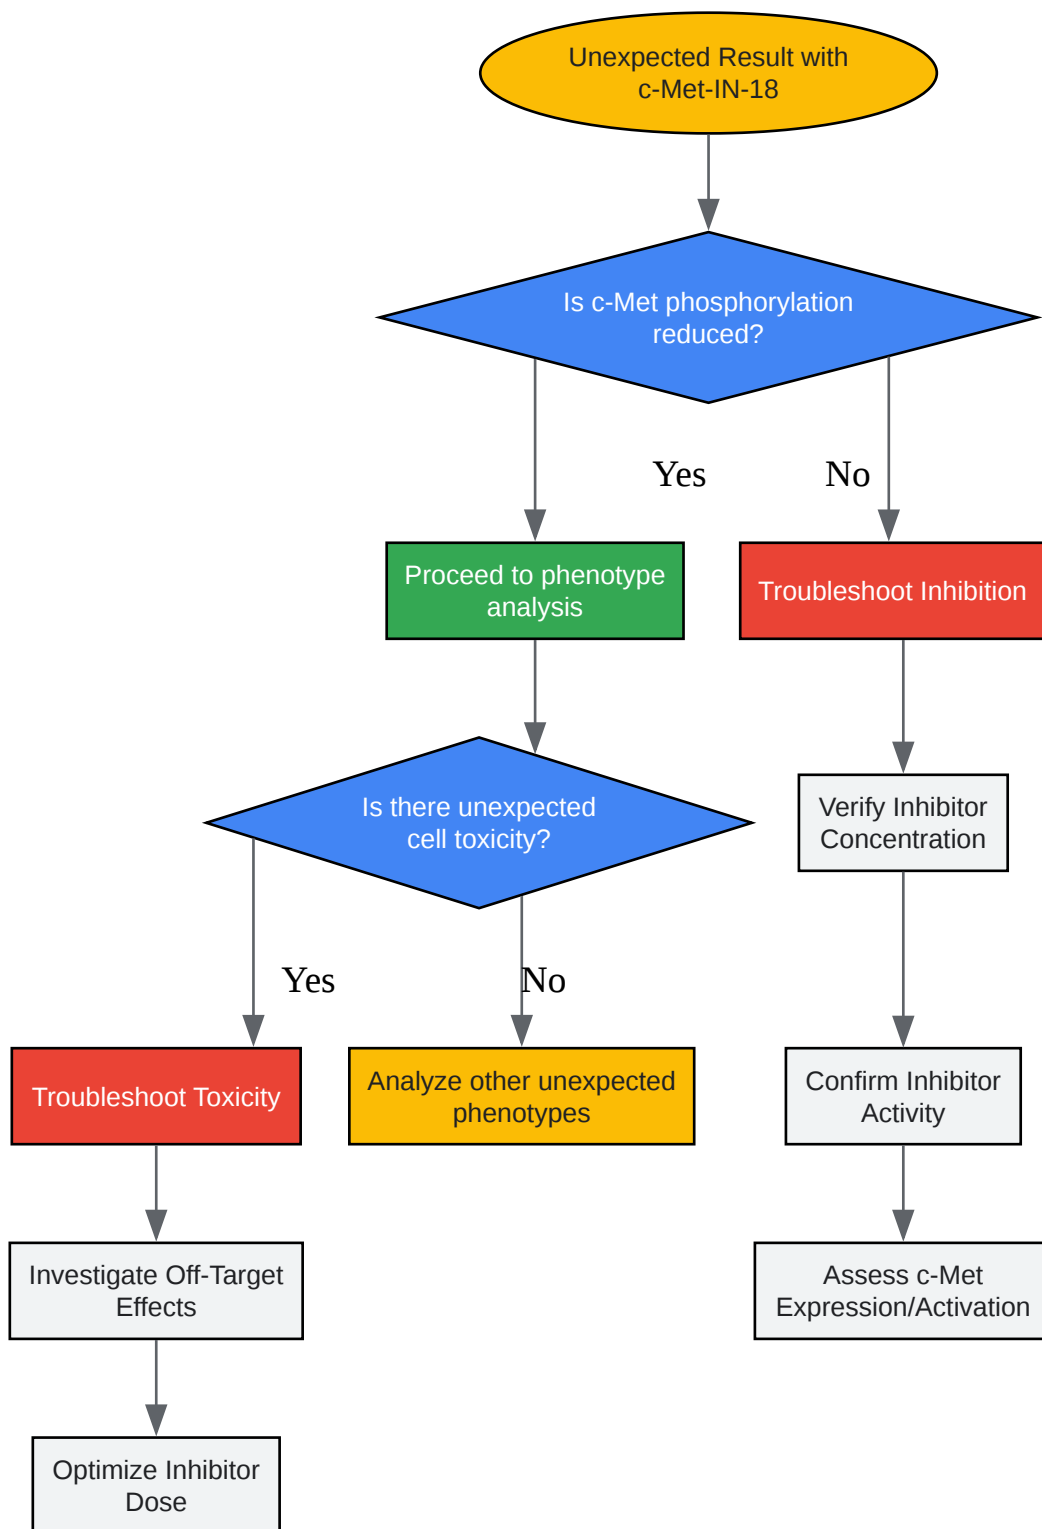 Unexpected Result with
c-Met-IN-18
Is c-Met phosphorylation
reduced?
Yes
No
Proceed to phenotype
analysis
Troubleshoot Inhibition
Is there unexpected
cell toxicity?
Verify Inhibitor
Concentration
Yes
No
Troubleshoot Toxicity
Analyze other unexpected
phenotypes
Confirm Inhibitor
Activity
Investigate Off-Target
Effects
Assess c-Met
Expression/Activation
Optimize Inhibitor
Dose